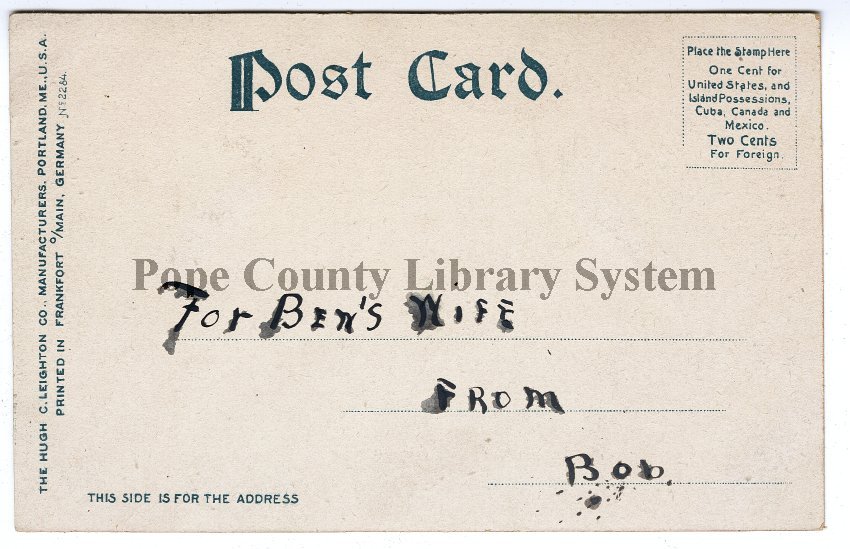 Post Card.
Place the Stamp Here
One Cent for
United States, and
Island Possessions,
Cuba, Canada and
Mexico.
Two Cents
For Foreign.
THE HUGH C. LEIGHTON CO., MANUFACTURERS, PORTLAND, ME., U.S.A.
PRINTED IN FRANKFORT O/MAIN, GERMANY Nº 2284.
Pope County Library System
For BEN'S WIFE
FROM
Bob.
THIS SIDE IS FOR THE ADDRESS